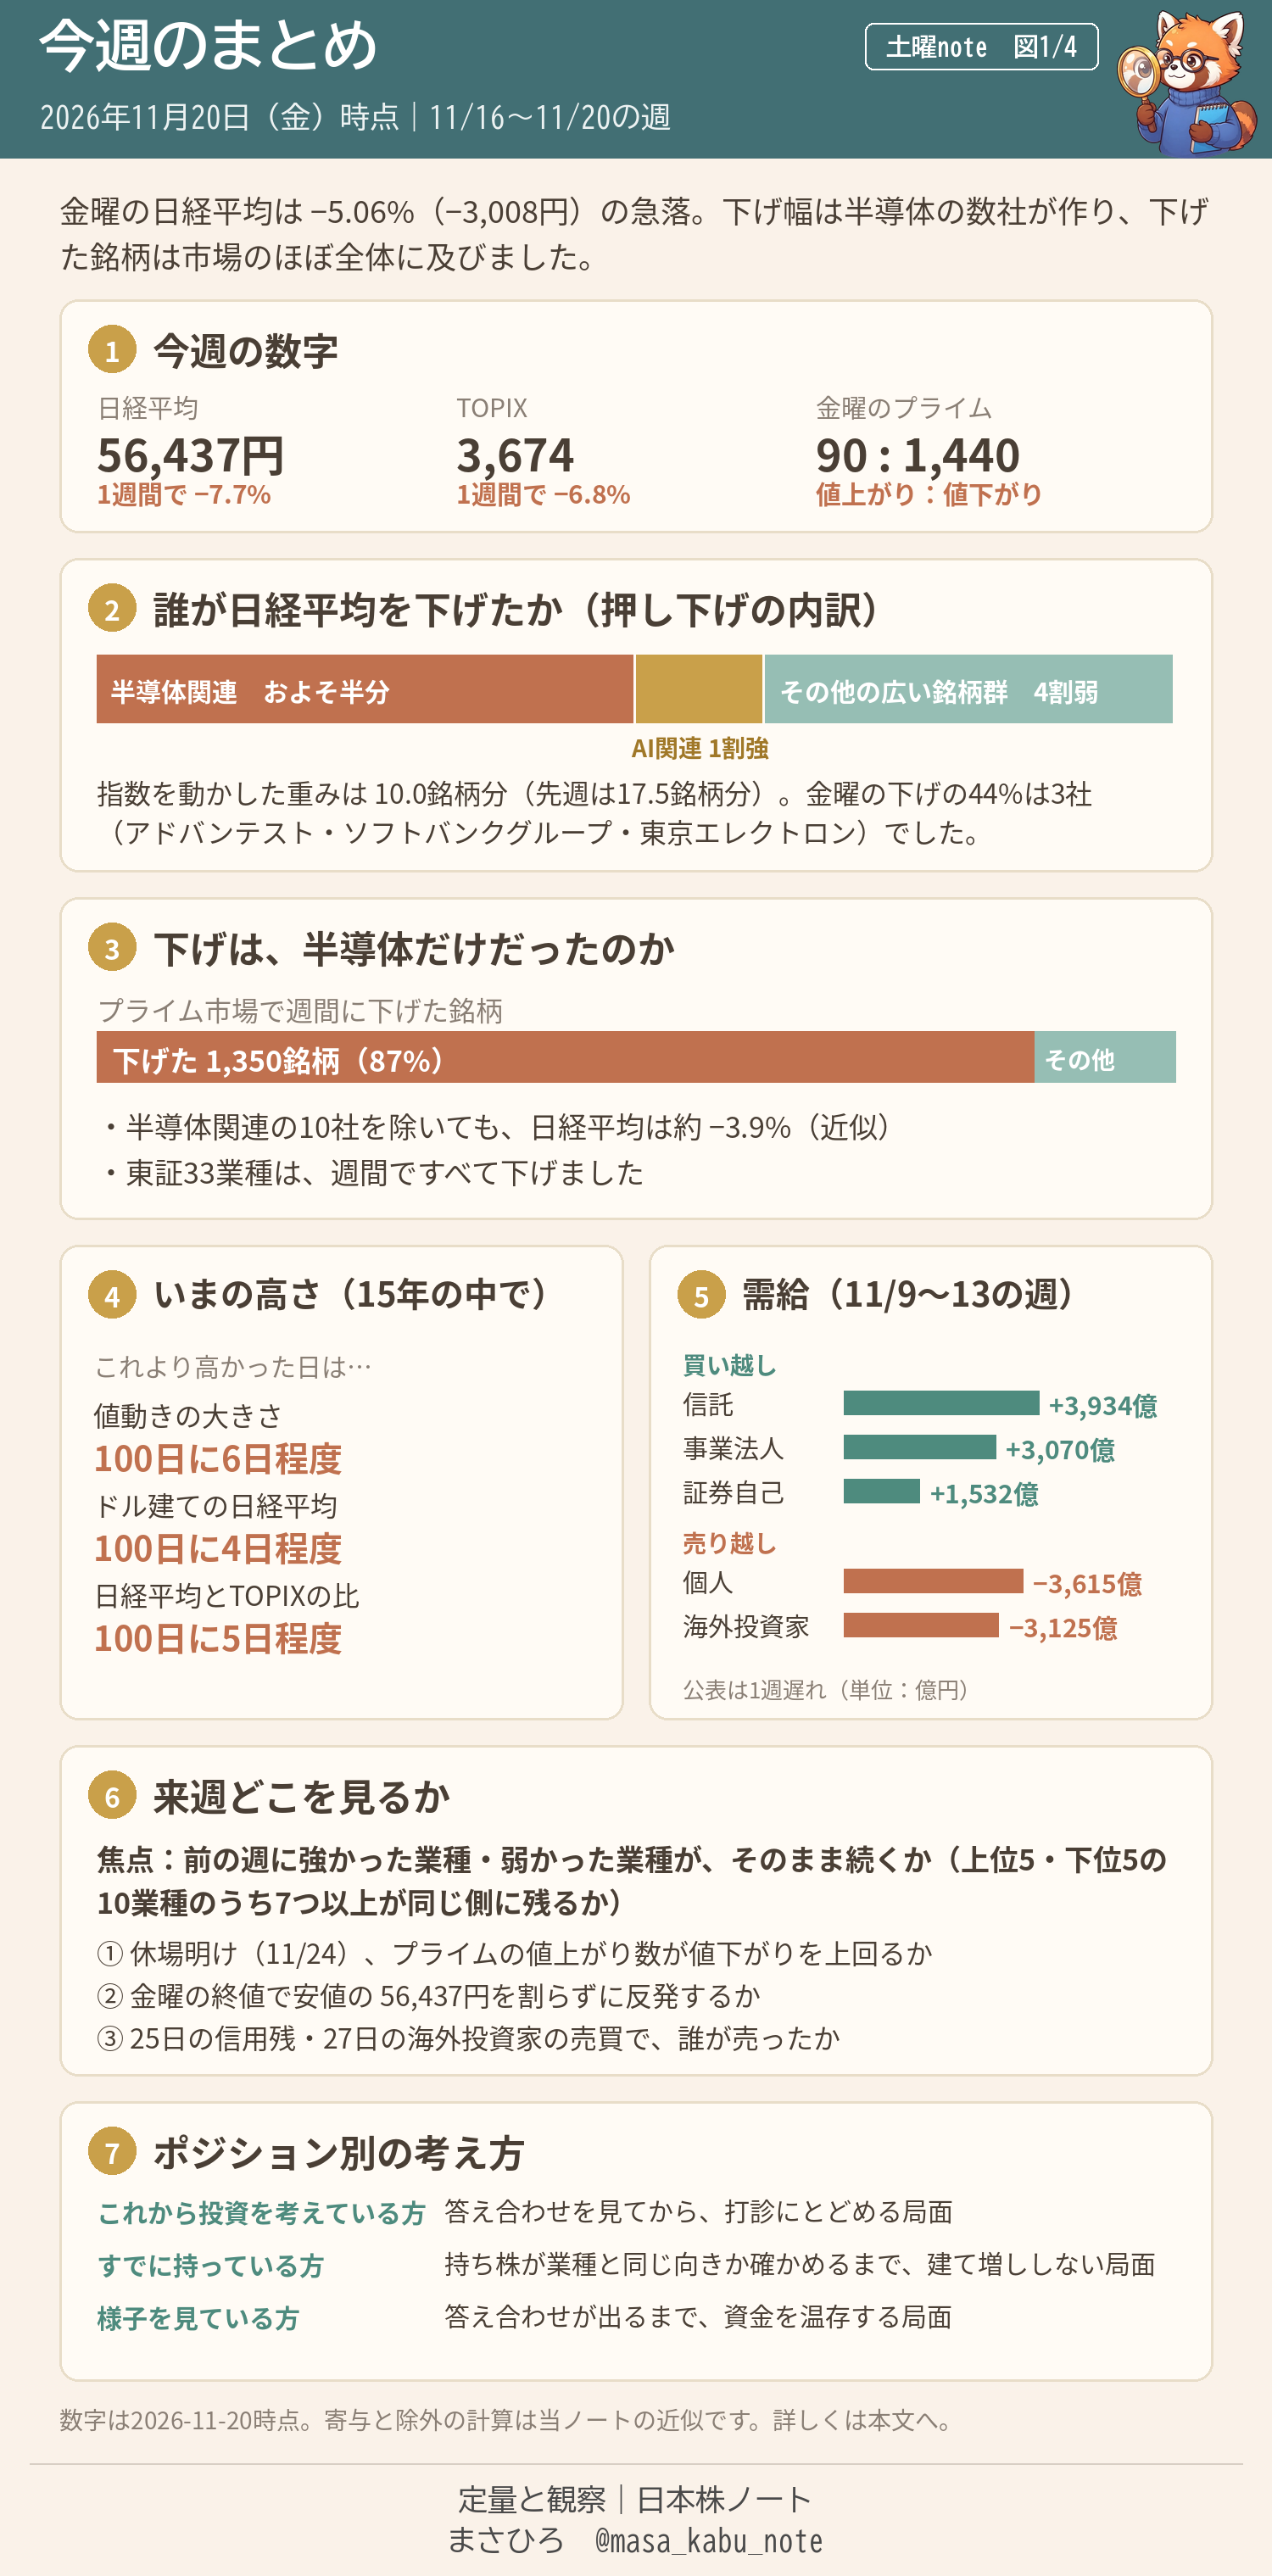 今週のまとめ
土曜note 図1/4
2026年11月20日（金）時点｜11/16〜11/20の週
金曜の日経平均は −5.06%（−3,008円）の急落。下げ幅は半導体の数社が作り、下げ
た銘柄は市場のほぼ全体に及びました。
1 今週の数字
日経平均
56,437円
1週間で −7.7%
TOPIX
3,674
1週間で −6.8%
金曜のプライム
90 : 1,440
値上がり：値下がり
2 誰が日経平均を下げたか（押し下げの内訳）
半導体関連 およそ半分
その他の広い銘柄群 4割弱
AI関連 1割強
指数を動かした重みは 10.0銘柄分（先週は17.5銘柄分）。金曜の下げの44%は3社
（アドバンテスト・ソフトバンクグループ・東京エレクトロン）でした。
3 下げは、半導体だけだったのか
プライム市場で週間に下げた銘柄
下げた 1,350銘柄（87%）
その他
・半導体関連の10社を除いても、日経平均は約 −3.9%（近似）
・東証33業種は、週間ですべて下げました
4 いまの高さ（15年の中で）
これより高かった日は…
値動きの大きさ
100日に6日程度
ドル建ての日経平均
100日に4日程度
日経平均とTOPIXの比
100日に5日程度
5 需給（11/9〜13の週）
買い越し
信託 +3,934億
事業法人 +3,070億
証券自己 +1,532億
売り越し
個人 −3,615億
海外投資家 −3,125億
公表は1週遅れ（単位：億円）
6 来週どこを見るか
焦点：前の週に強かった業種・弱かった業種が、そのまま続くか（上位5・下位5の
10業種のうち7つ以上が同じ側に残るか）
① 休場明け（11/24）、プライムの値上がり数が値下がりを上回るか
② 金曜の終値で安値の 56,437円を割らずに反発するか
③ 25日の信用残・27日の海外投資家の売買で、誰が売ったか
7 ポジション別の考え方
これから投資を考えている方 答え合わせを見てから、打診にとどめる局面
すでに持っている方 持ち株が業種と同じ向きか確かめるまで、建て増ししない局面
様子を見ている方 答え合わせが出るまで、資金を温存する局面
数字は2026-11-20時点。寄与と除外の計算は当ノートの近似です。詳しくは本文へ。
定量と観察｜日本株ノート
まさひろ @masa_kabu_note